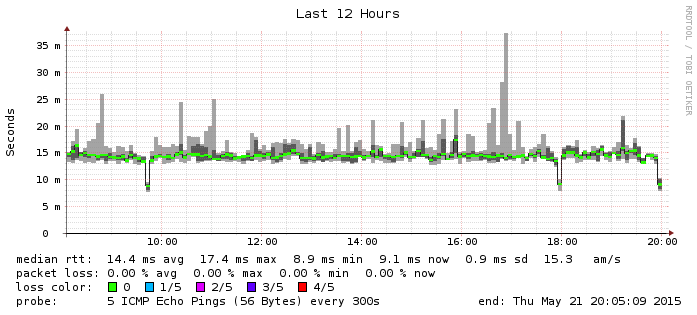 Last 12 Hours
RRDTOOL / TOBI OETIKER
Seconds
35 m
30 m
25 m
20 m
15 m
10 m
5 m
0
10:00 12:00 14:00 16:00 18:00 20:00
median rtt: 14.4 ms avg 17.4 ms max 8.9 ms min 9.1 ms now 0.9 ms sd 15.3 am/s
packet loss: 0.00 % avg 0.00 % max 0.00 % min 0.00 % now
loss color: 0 1/5 2/5 3/5 4/5
probe: 5 ICMP Echo Pings (56 Bytes) every 300s end: Thu May 21 20:05:09 2015